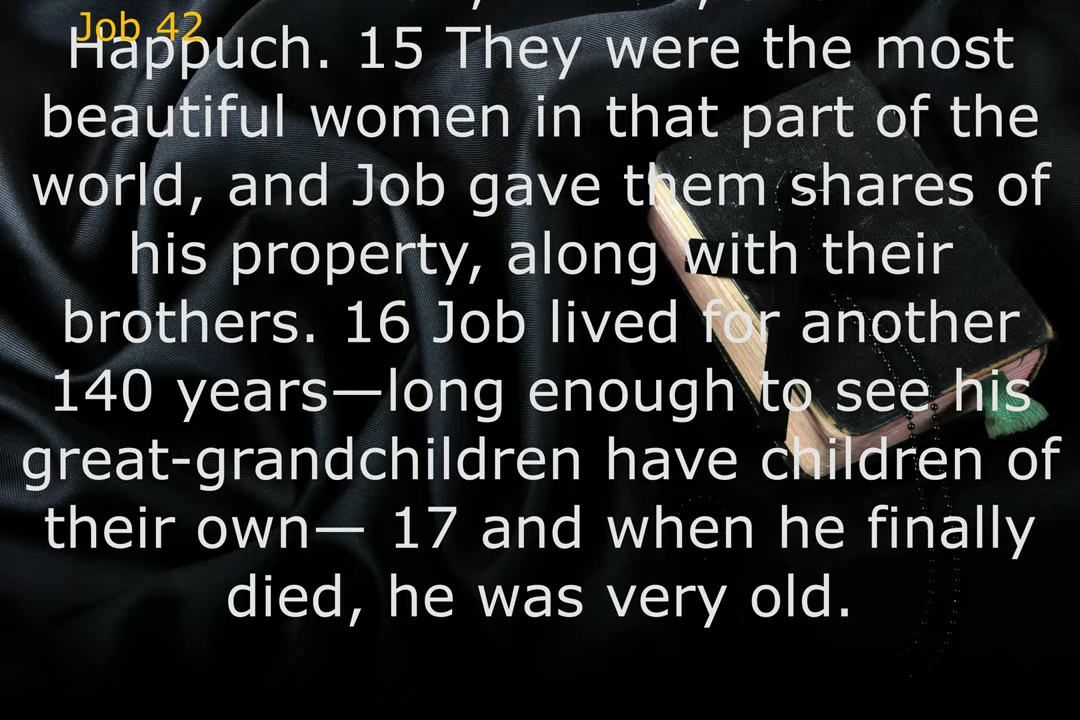 Job 42
Happuch. 15 They were the most
beautiful women in that part of the
world, and Job gave them shares of
his property, along with their
brothers. 16 Job lived for another
140 years—long enough to see his
great-grandchildren have children of
their own— 17 and when he finally
died, he was very old.